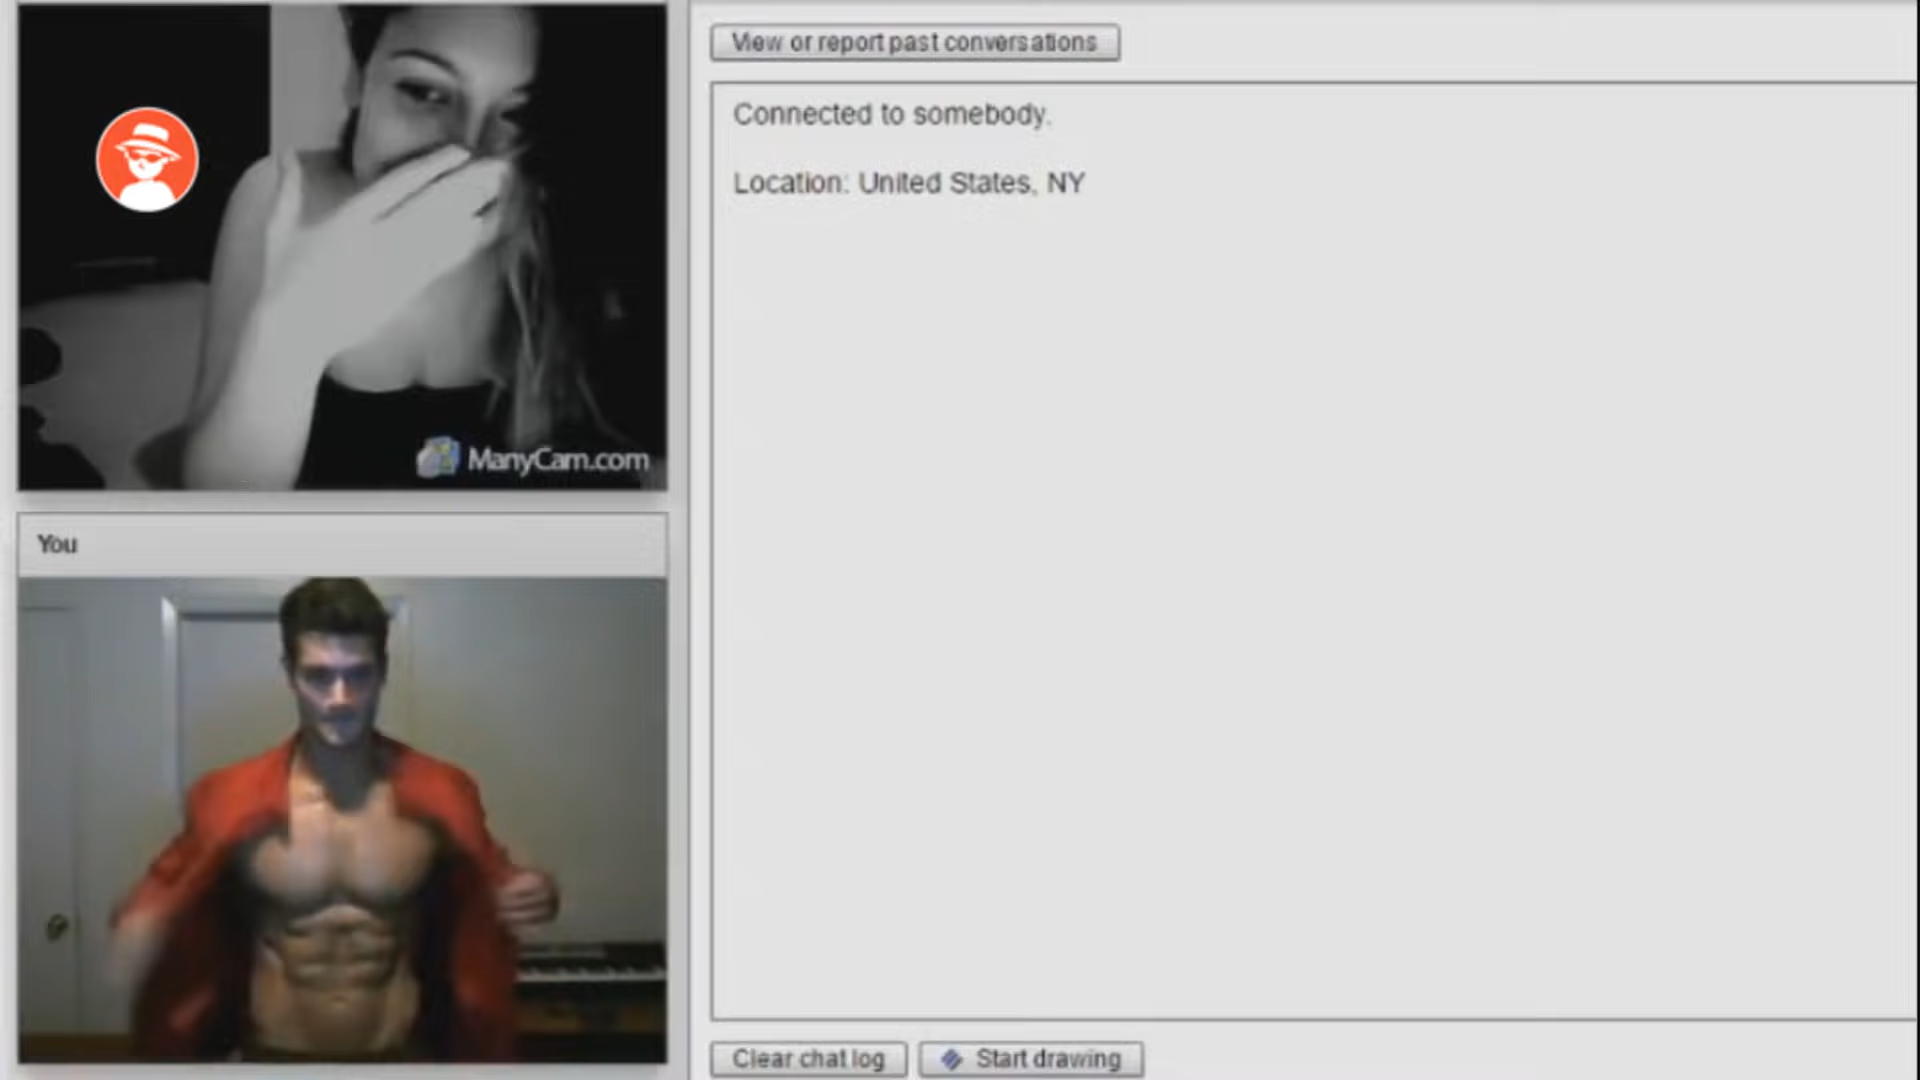 View or report past conversations
Connected to somebody.
Location: United States, NY
ManyCam.com
You
Clear chat log
Start drawing